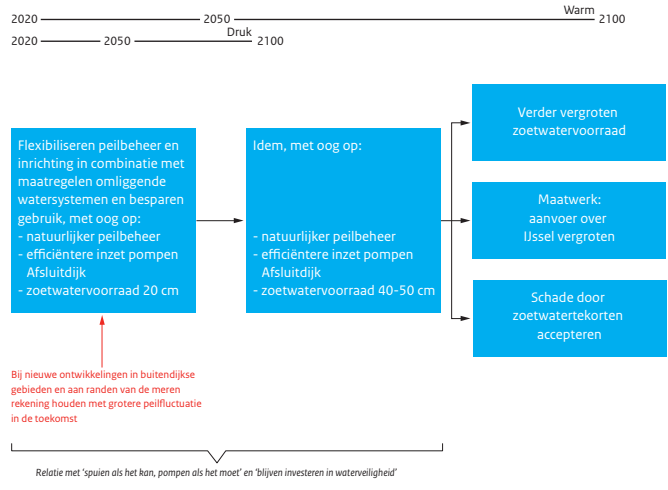 Warm
2020 2050 2100
Druk
2020 2050 2100
Flexibiliseren peilbeheer en
inrichting in combinatie met
maatregelen omliggende
watersystemen en besparen
gebruik, met oog op:
- natuurlijker peilbeheer
- efficiëntere inzet pompen
Afsluitdijk
- zoetwatervoorraad 20 cm
Idem, met oog op:
- natuurlijker peilbeheer
- efficiëntere inzet pompen
Afsluitdijk
- zoetwatervoorraad 40-50 cm
Verder vergroten
zoetwatervoorraad
Maatwerk:
aanvoer over
IJssel vergroten
Schade door
zoetwatertekorten
accepteren
Bij nieuwe ontwikkelingen in buitendijkse
gebieden en aan randen van de meren
rekening houden met grotere peilfluctuatie
in de toekomst
Relatie met ‘spuien als het kan, pompen als het moet’ en ‘blijven investeren in waterveiligheid’